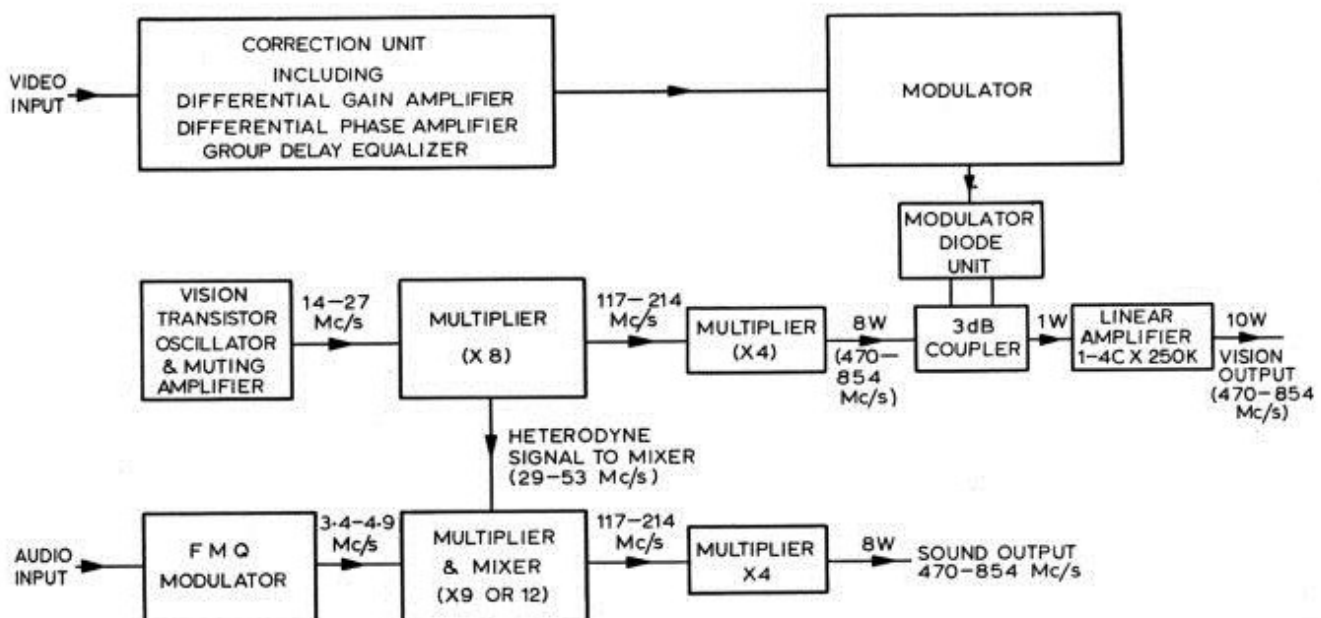 CORRECTION UNIT
INCLUDING
DIFFERENTIAL GAIN AMPLIFIER
DIFFERENTIAL PHASE AMPLIFIER
GROUP DELAY EQUALIZER
VIDEO
INPUT
MODULATOR
MODULATOR
DIODE
UNIT
VISION
TRANSISTOR
OSCILLATOR
& MUTING
AMPLIFIER
14-27
Mc/s
MULTIPLIER
(X 8)
117-214
Mc/s
MULTIPLIER
(X4)
8W
(470-
854
Mc/s)
3dB
COUPLER
1W
LINEAR
AMPLIFIER
1-4C X 250K
10W
VISION
OUTPUT
(470-854
Mc/s)
HETERODYNE
SIGNAL TO MIXER
(29-53 Mc/s)
AUDIO
INPUT
F M Q
MODULATOR
3·4-4·9
Mc/s
MULTIPLIER
& MIXER
(X9 OR 12)
117-214
Mc/s
MULTIPLIER
X4
8W
SOUND OUTPUT
470-854 Mc/s